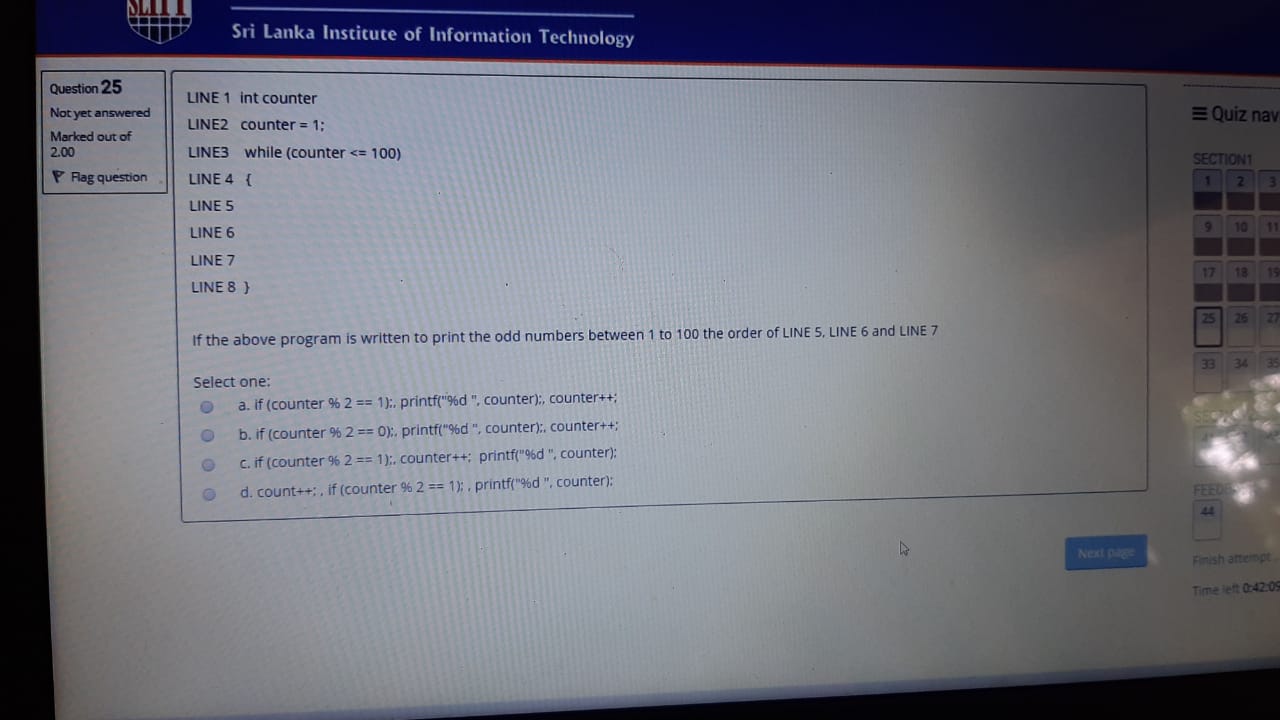 SLIIT
Sri Lanka Institute of Information Technology
Question 25
Not yet answered
Marked out of
2.00
Flag question
LINE 1 int counter
LINE2 counter = 1;
LINE3 while (counter <= 100)
LINE 4 {
LINE 5
LINE 6
LINE 7
LINE 8 }
If the above program is written to print the odd numbers between 1 to 100 the order of LINE 5, LINE 6 and LINE 7
Select one:
a. if (counter % 2 == 1);, printf("%d ", counter);, counter++;
b. if (counter % 2 == 0);, printf("%d ", counter);, counter++;
c. if (counter % 2 == 1);, counter++; printf("%d ", counter);
d. count++; , if (counter % 2 == 1); , printf("%d ", counter);
Next page
Quiz nav
SECTION1
1 2 3
9 10 11
17 18 19
25 26 27
33 34 35
44
Finish attempt
Time left 0:42:09